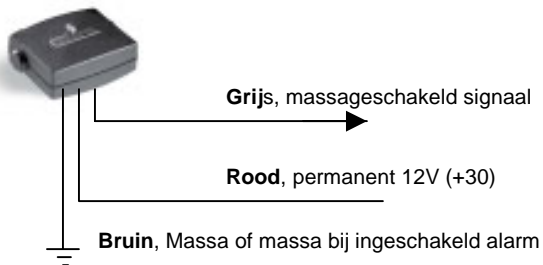 Grijs, massageschakeld signaal
Rood, permanent 12V (+30)
Bruin, Massa of massa bij ingeschakeld alarm